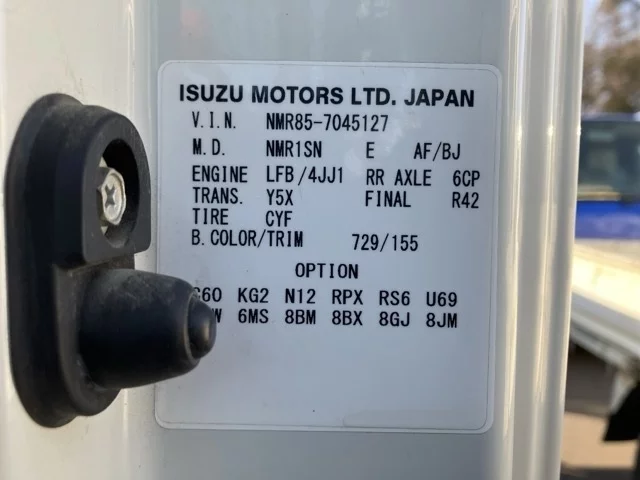 ISUZU MOTORS LTD. JAPAN
V.I.N. NMR85-7045127
M.D. NMR1SN E AF/BJ
ENGINE LFB/4JJ1 RR AXLE 6CP
TRANS. Y5X FINAL R42
TIRE CYF
B.COLOR/TRIM 729/155
OPTION
KG2 N12 RPX RS6 U69
6MS 8BM 8BX 8GJ 8JM